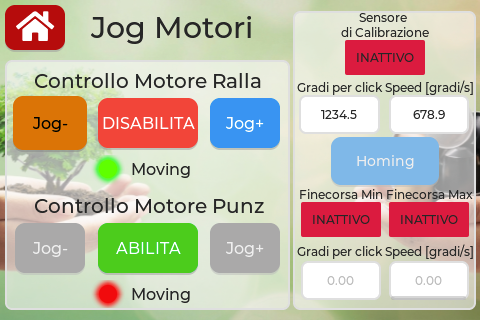 Jog Motori
Controllo Motore Ralla
Jog-
DISABILITA
Jog+
Moving
Controllo Motore Punz
Jog-
ABILITA
Jog+
Moving
Sensore
di Calibrazione
INATTIVO
Gradi per click Speed [gradi/s]
1234.5
678.9
Homing
Finecorsa Min Finecorsa Max
INATTIVO
INATTIVO
Gradi per click Speed [gradi/s]
0.00
0.00